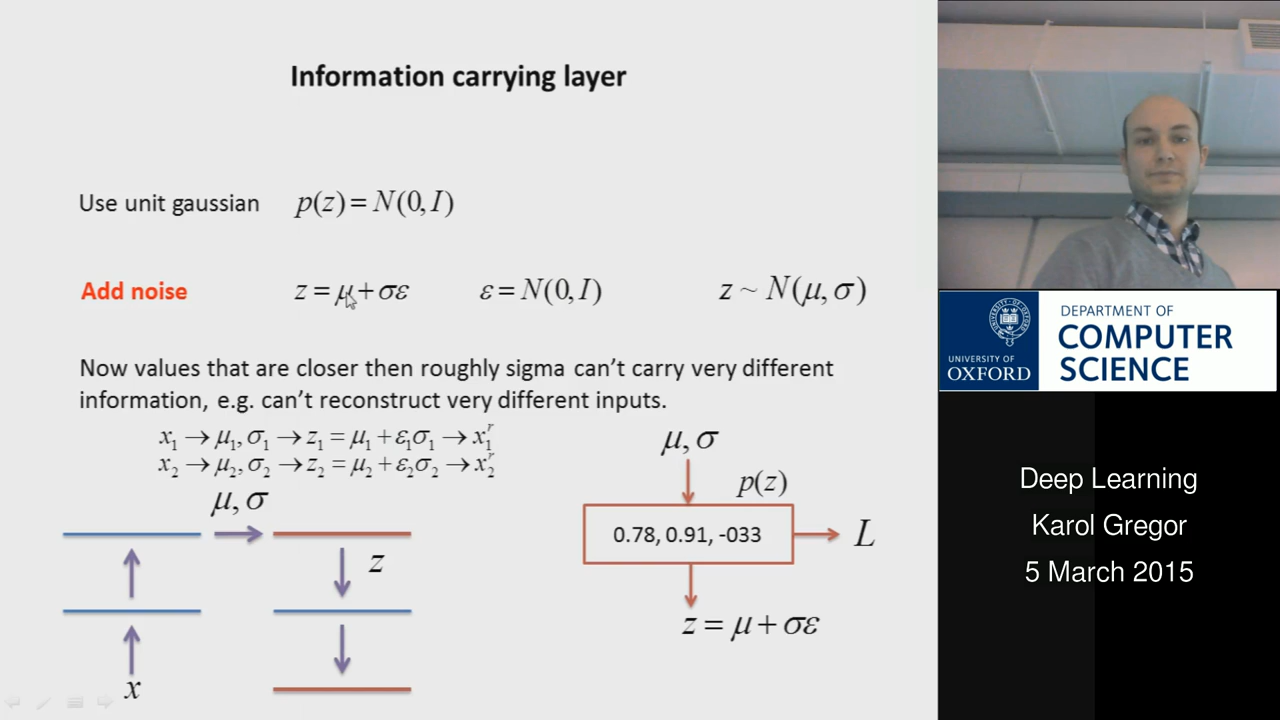 Information carrying layer
Use unit gaussian p(z) = N(0, I)
Add noise z = μ + σε ε = N(0, I) z ~ N(μ, σ)
Now values that are closer then roughly sigma can’t carry very different
information, e.g. can’t reconstruct very different inputs.
x₁ → μ₁, σ₁ → z₁ = μ₁ + ε₁σ₁ → x₁ʳ
x₂ → μ₂, σ₂ → z₂ = μ₂ + ε₂σ₂ → x₂ʳ
μ, σ
z
x
μ, σ
p(z)
0.78, 0.91, -033
L
z = μ + σε
UNIVERSITY OF
OXFORD
DEPARTMENT OF
COMPUTER
SCIENCE
Deep Learning
Karol Gregor
5 March 2015